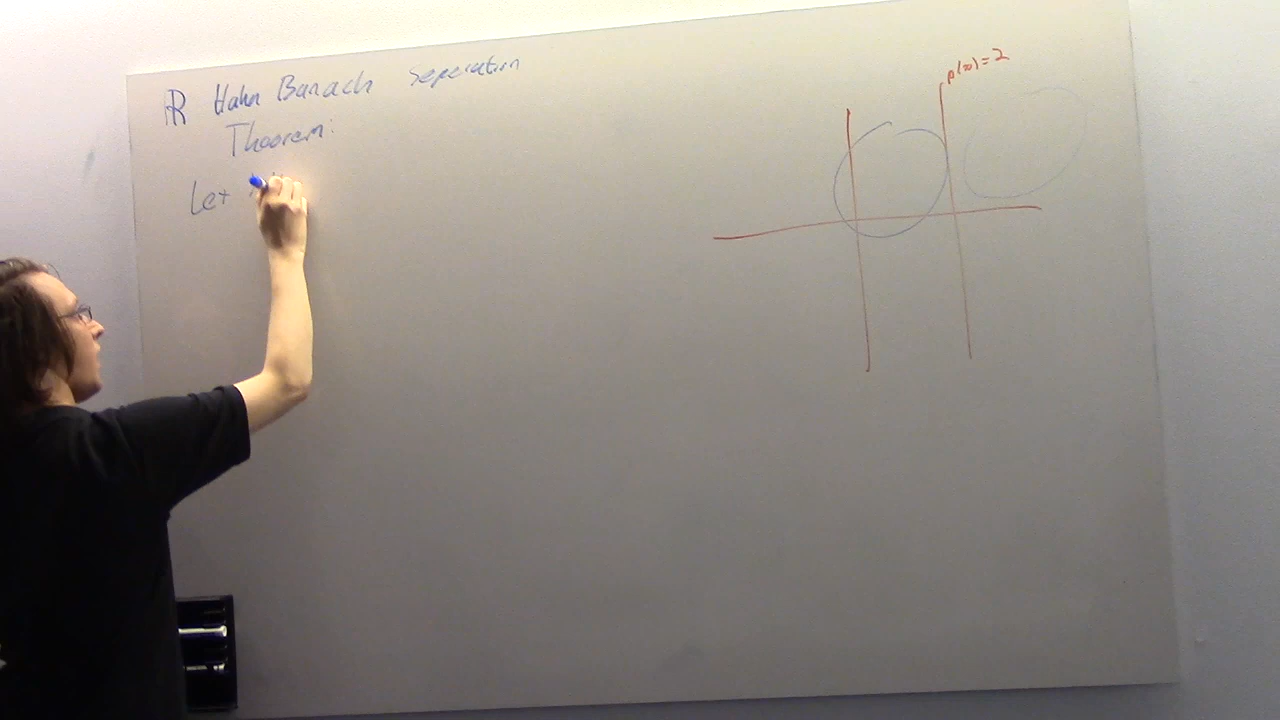 ℝ Hahn Banach Seperation
Theorem:
Let
p(x)=2